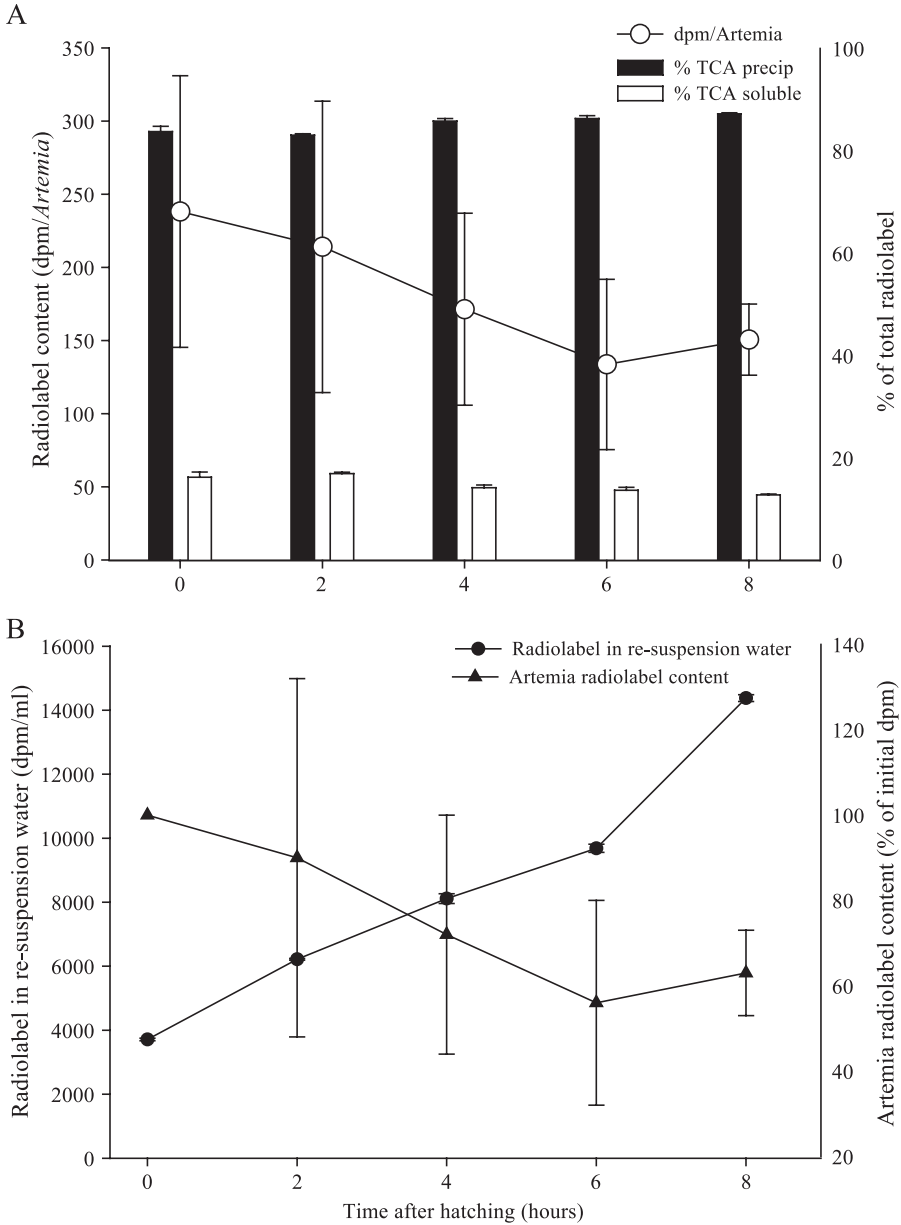 A
dpm/Artemia
% TCA precip
% TCA soluble
350
300
250
200
150
100
50
0
Radiolabel content (dpm/Artemia)
100
80
60
40
20
0
% of total radiolabel
0 2 4 6 8
B
Radiolabel in re-suspension water
Artemia radiolabel content
16000
14000
12000
10000
8000
6000
4000
2000
0
Radiolabel in re-suspension water (dpm/ml)
140
120
100
80
60
40
20
Artemia radiolabel content (% of initial dpm)
0 2 4 6 8
Time after hatching (hours)